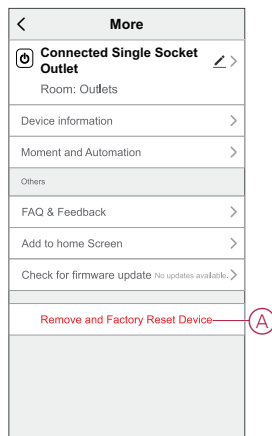 More
Connected Single Socket
Outlet
Room: Outlets
Device information
Moment and Automation
Others
FAQ & Feedback
Add to home Screen
Check for firmware update No updates available.
Remove and Factory Reset Device
A